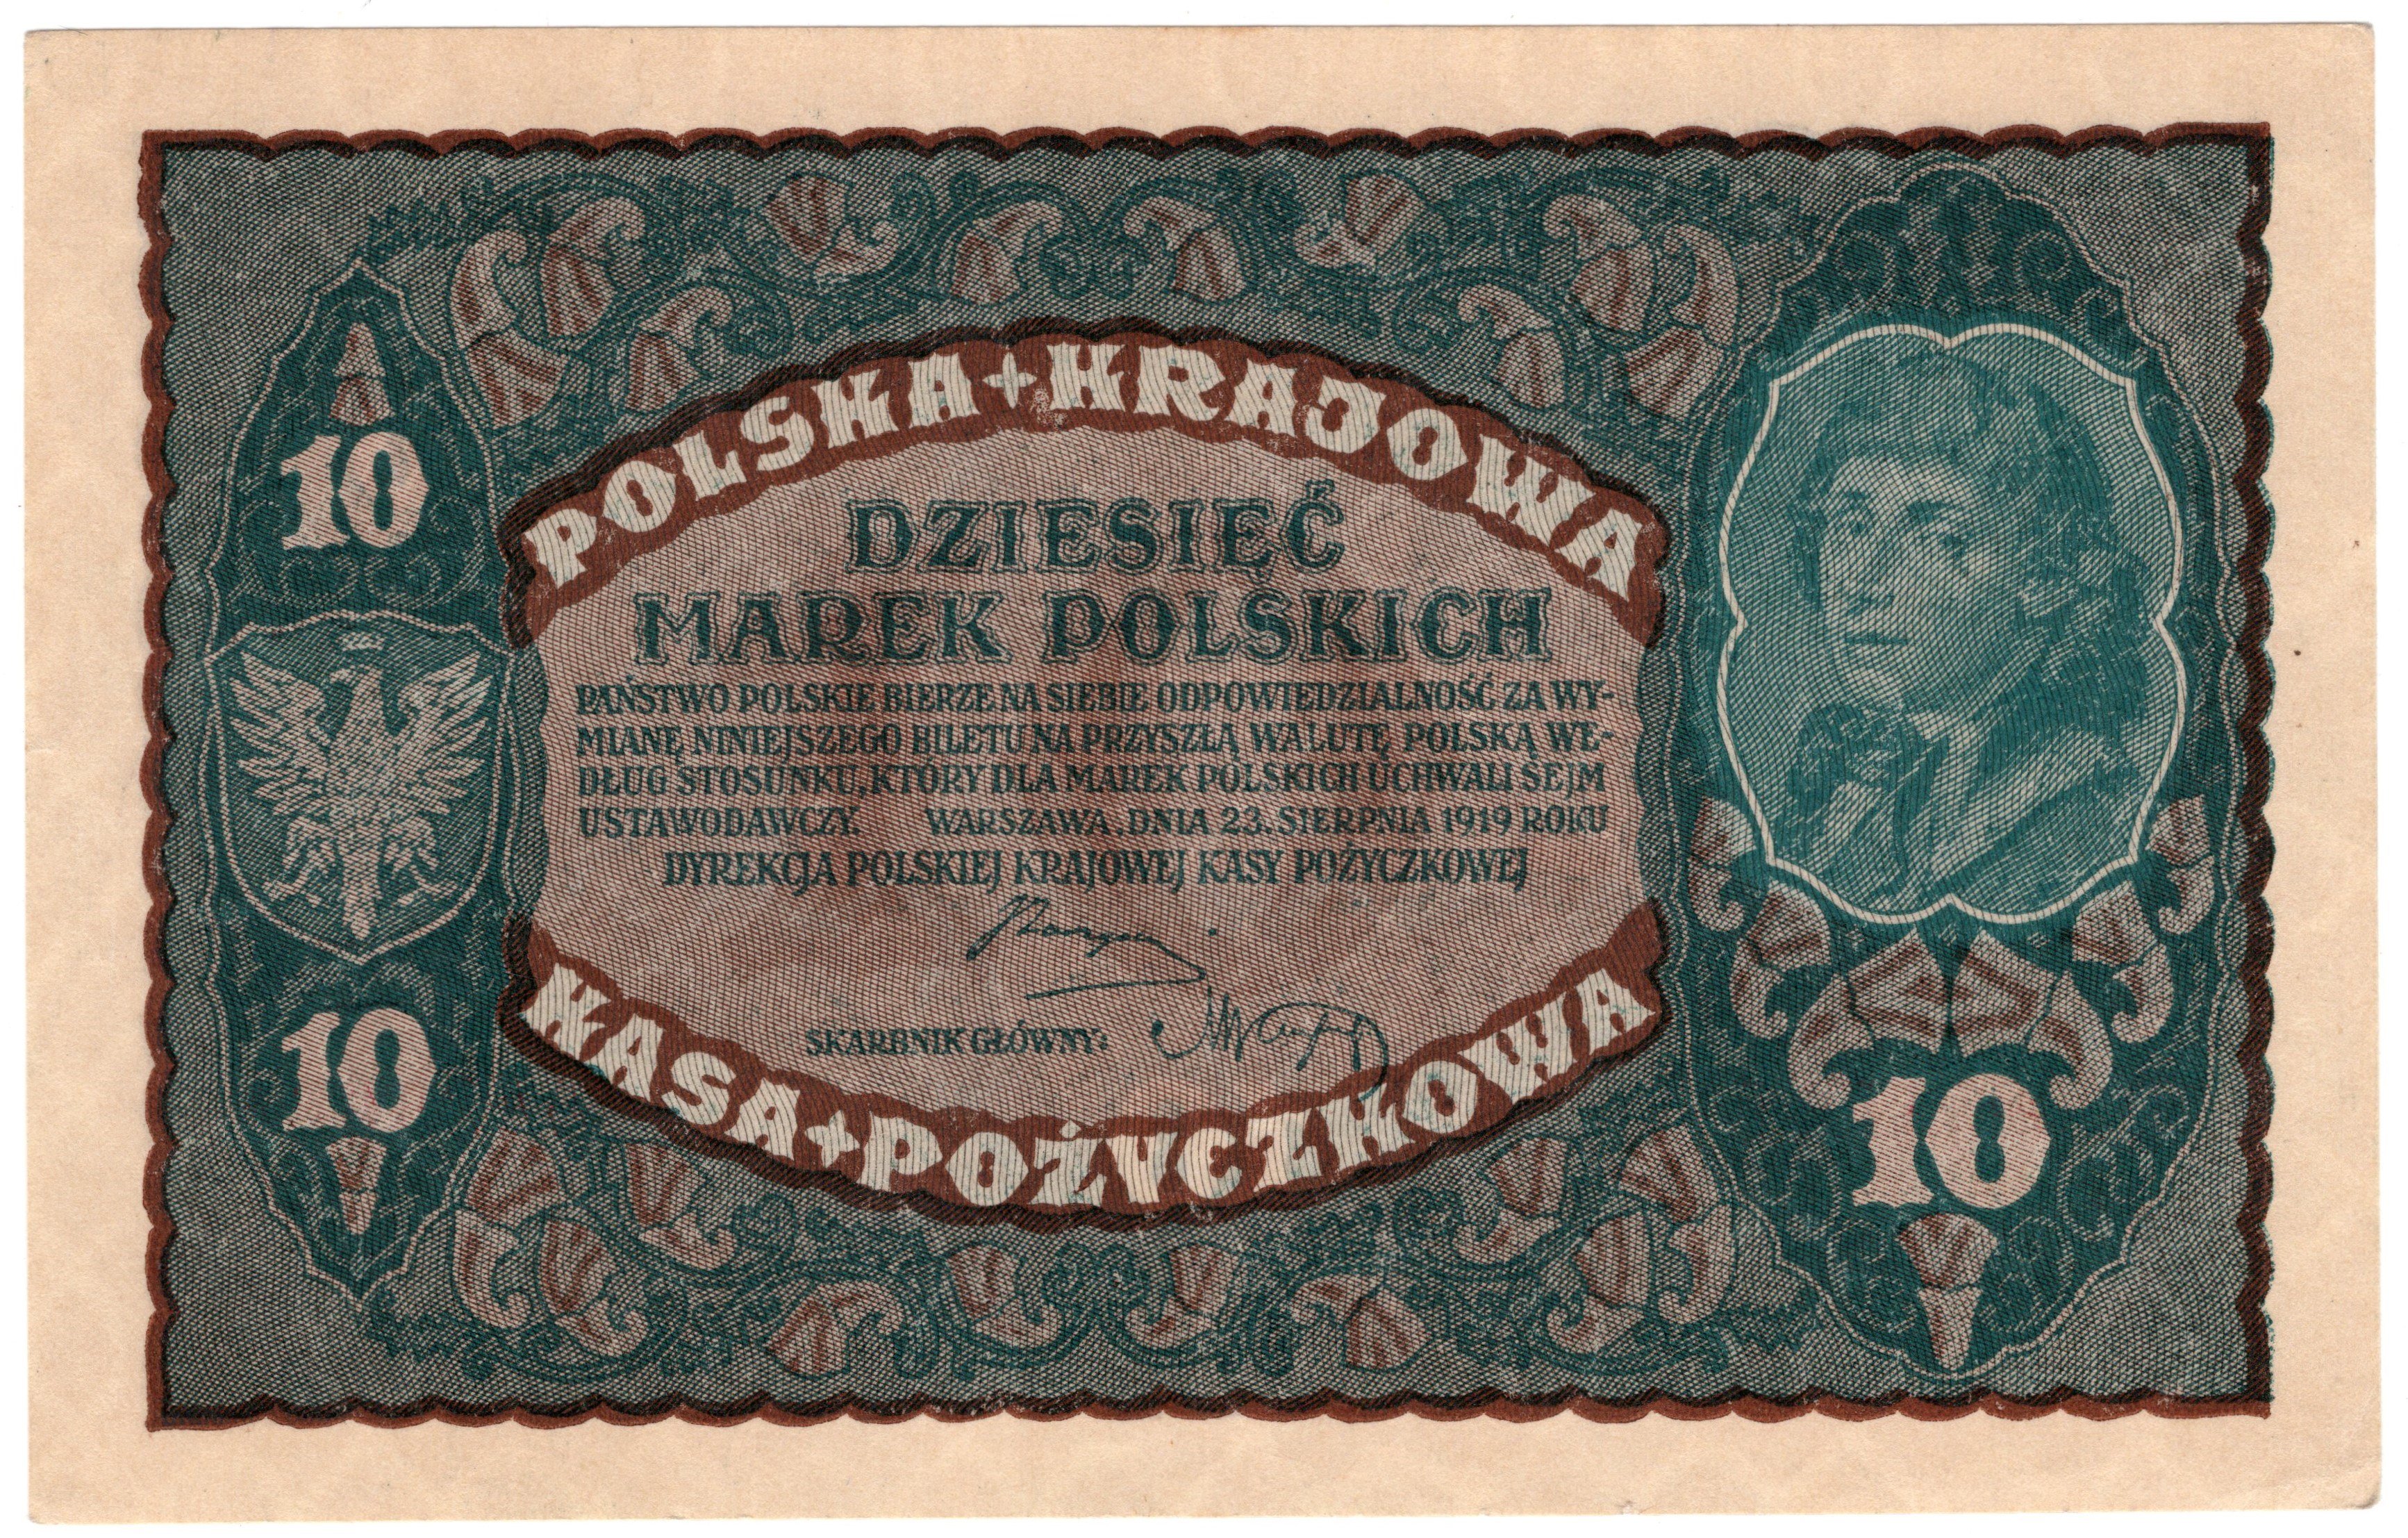 POLSKA + KRAJOWA
10
DZIESIĘĆ
MAREK POLSKICH
PAŃSTWO POLSKIE BIERZE NA SIEBIE ODPOWIEDZIALNOŚĆ ZA WY-
MIANĘ NINIEJSZEGO BILETU NA PRZYSZŁĄ WALUTĘ POLSKĄ WE-
DŁUG STOSUNKU, KTÓRY DLA MAREK POLSKICH UCHWALI SEJM
USTAWODAWCZY. WARSZAWA, DNIA 23. SIERPNIA 1919 ROKU
DYREKCJA POLSKIEJ KRAJOWEJ KASY POŻYCZKOWEJ
SKARBNIK GŁÓWNY:
10
KASA + POŻYCZKOWA
10